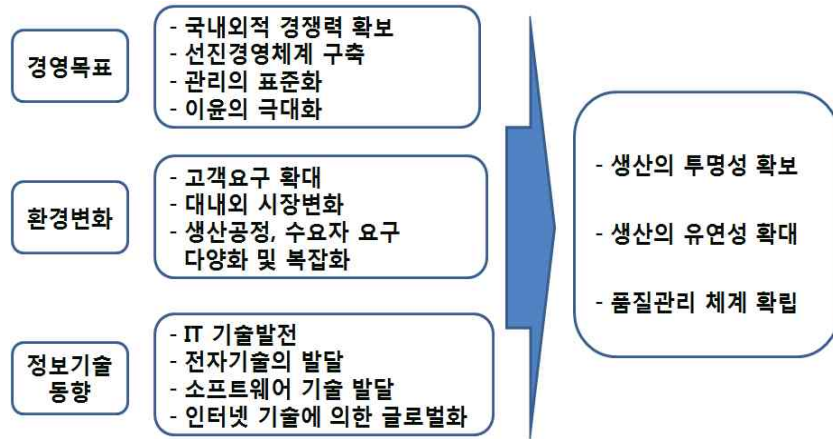 경영목표
- 국내외적 경쟁력 확보
- 선진경영체계 구축
- 관리의 표준화
- 이윤의 극대화
환경변화
- 고객요구 확대
- 대내외 시장변화
- 생산공정, 수요자 요구
다양화 및 복잡화
정보기술
동향
- IT 기술발전
- 전자기술의 발달
- 소프트웨어 기술 발달
- 인터넷 기술에 의한 글로벌화
- 생산의 투명성 확보
- 생산의 유연성 확대
- 품질관리 체계 확립